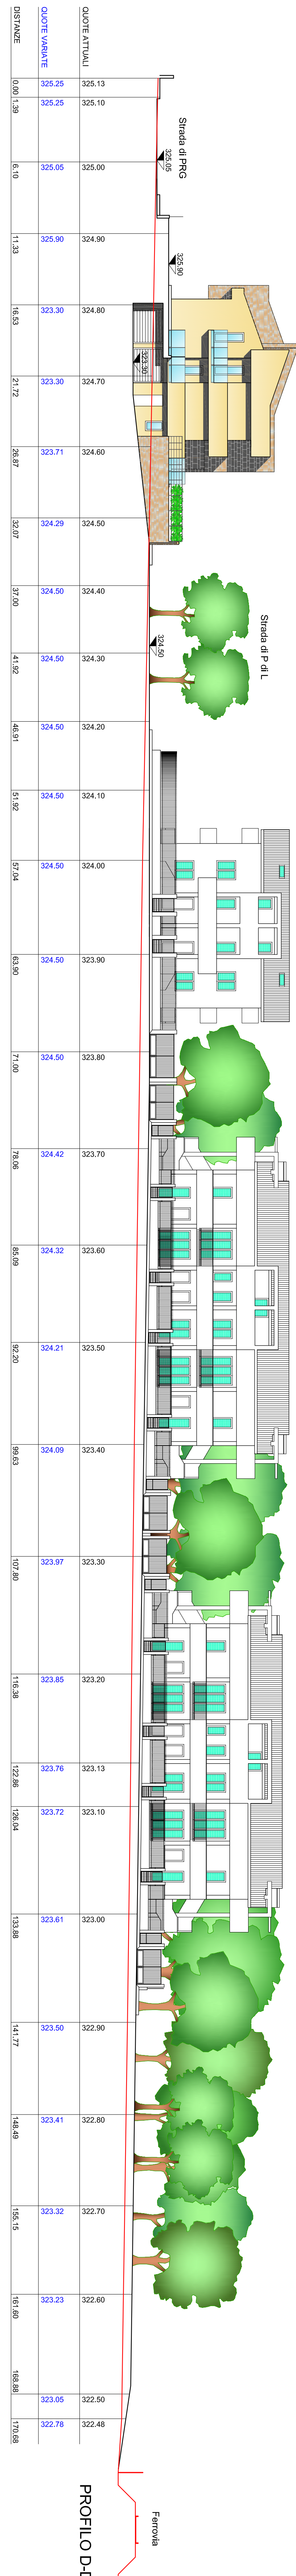 Strada di P di L
Strada di PRG
325.90
325.05
324.50
323.30
Ferrovia
QUOTE ATTUALI 325.13 325.10 325.00 324.90 324.80 324.70 324.60 324.50 324.40 324.30 324.20 324.10 324.00 323.90 323.80 323.70 323.60 323.50 323.40 323.30 323.20 323.13 323.10 323.00 322.90 322.80 322.70 322.60 322.50 322.48
QUOTE VARIATE 325.25 325.25 325.05 325.90 323.30 323.30 323.71 324.29 324.50 324.50 324.50 324.50 324.50 324.50 324.50 324.42 324.32 324.21 324.09 323.97 323.85 323.76 323.72 323.61 323.50 323.41 323.32 323.23 323.05 322.78
DISTANZE 0.00 1.39 6.10 11.33 16.53 21.72 26.87 32.07 37.00 41.92 46.91 51.92 57.04 63.90 71.00 78.06 85.09 92.20 99.63 107.80 116.38 122.86 126.04 133.88 141.77 148.49 155.15 161.60 168.88 170.68
PROFILO D-D